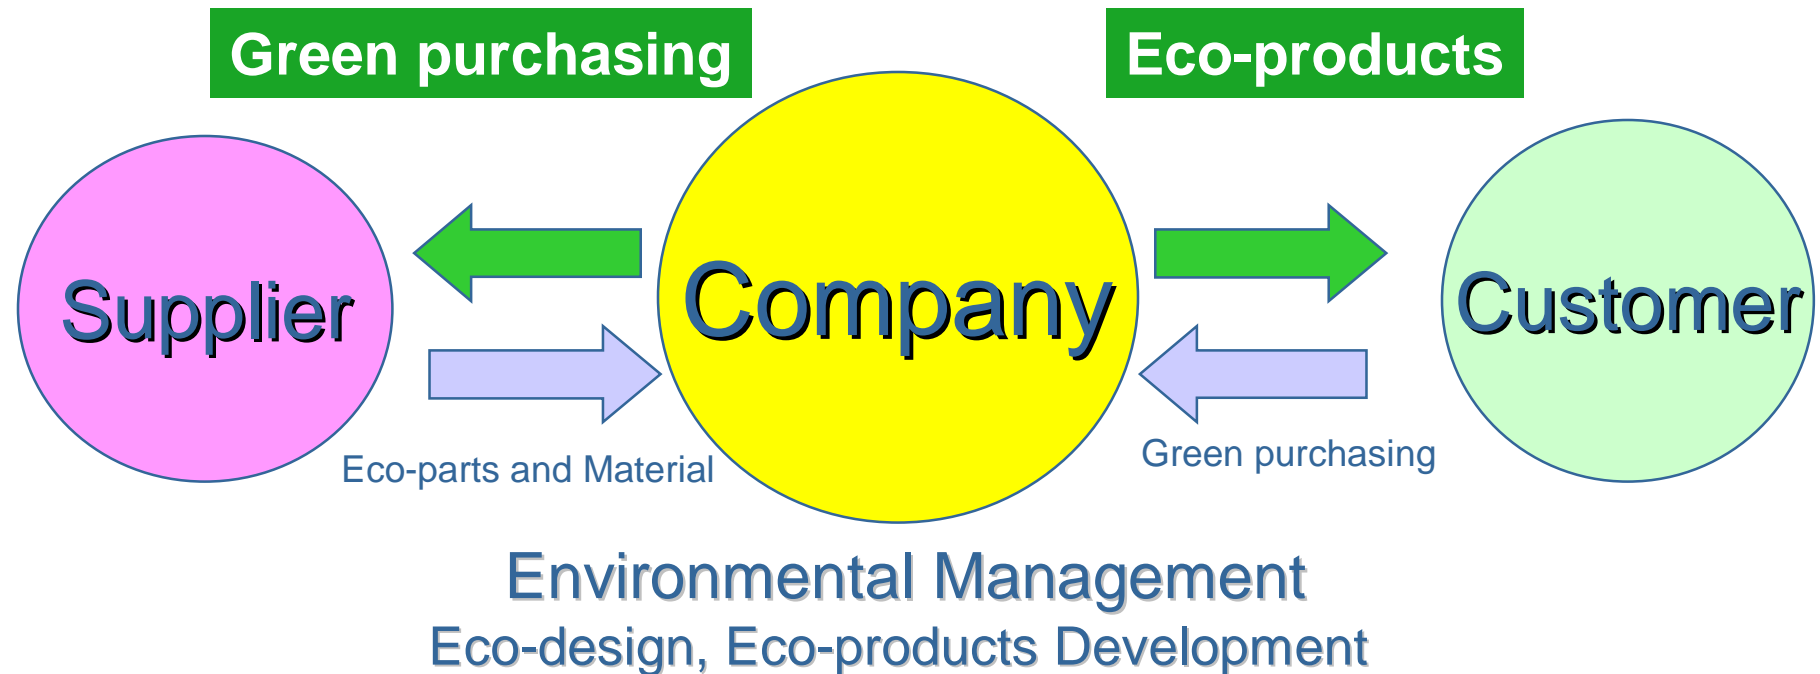 Green purchasing
Eco-products
Supplier
Company
Customer
Eco-parts and Material
Green purchasing
Environmental Management
Eco-design, Eco-products Development